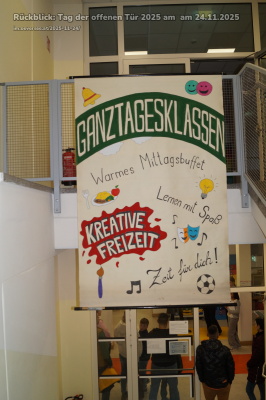 Rückblick: Tag der offenen Tür 2025 am am 24.11.2025
GANZTAGESKLASSEN
Warmes Mittagsbuffet
Lernen mit Spaß
KREATIVE
FREIZEIT
Zeit für dich!